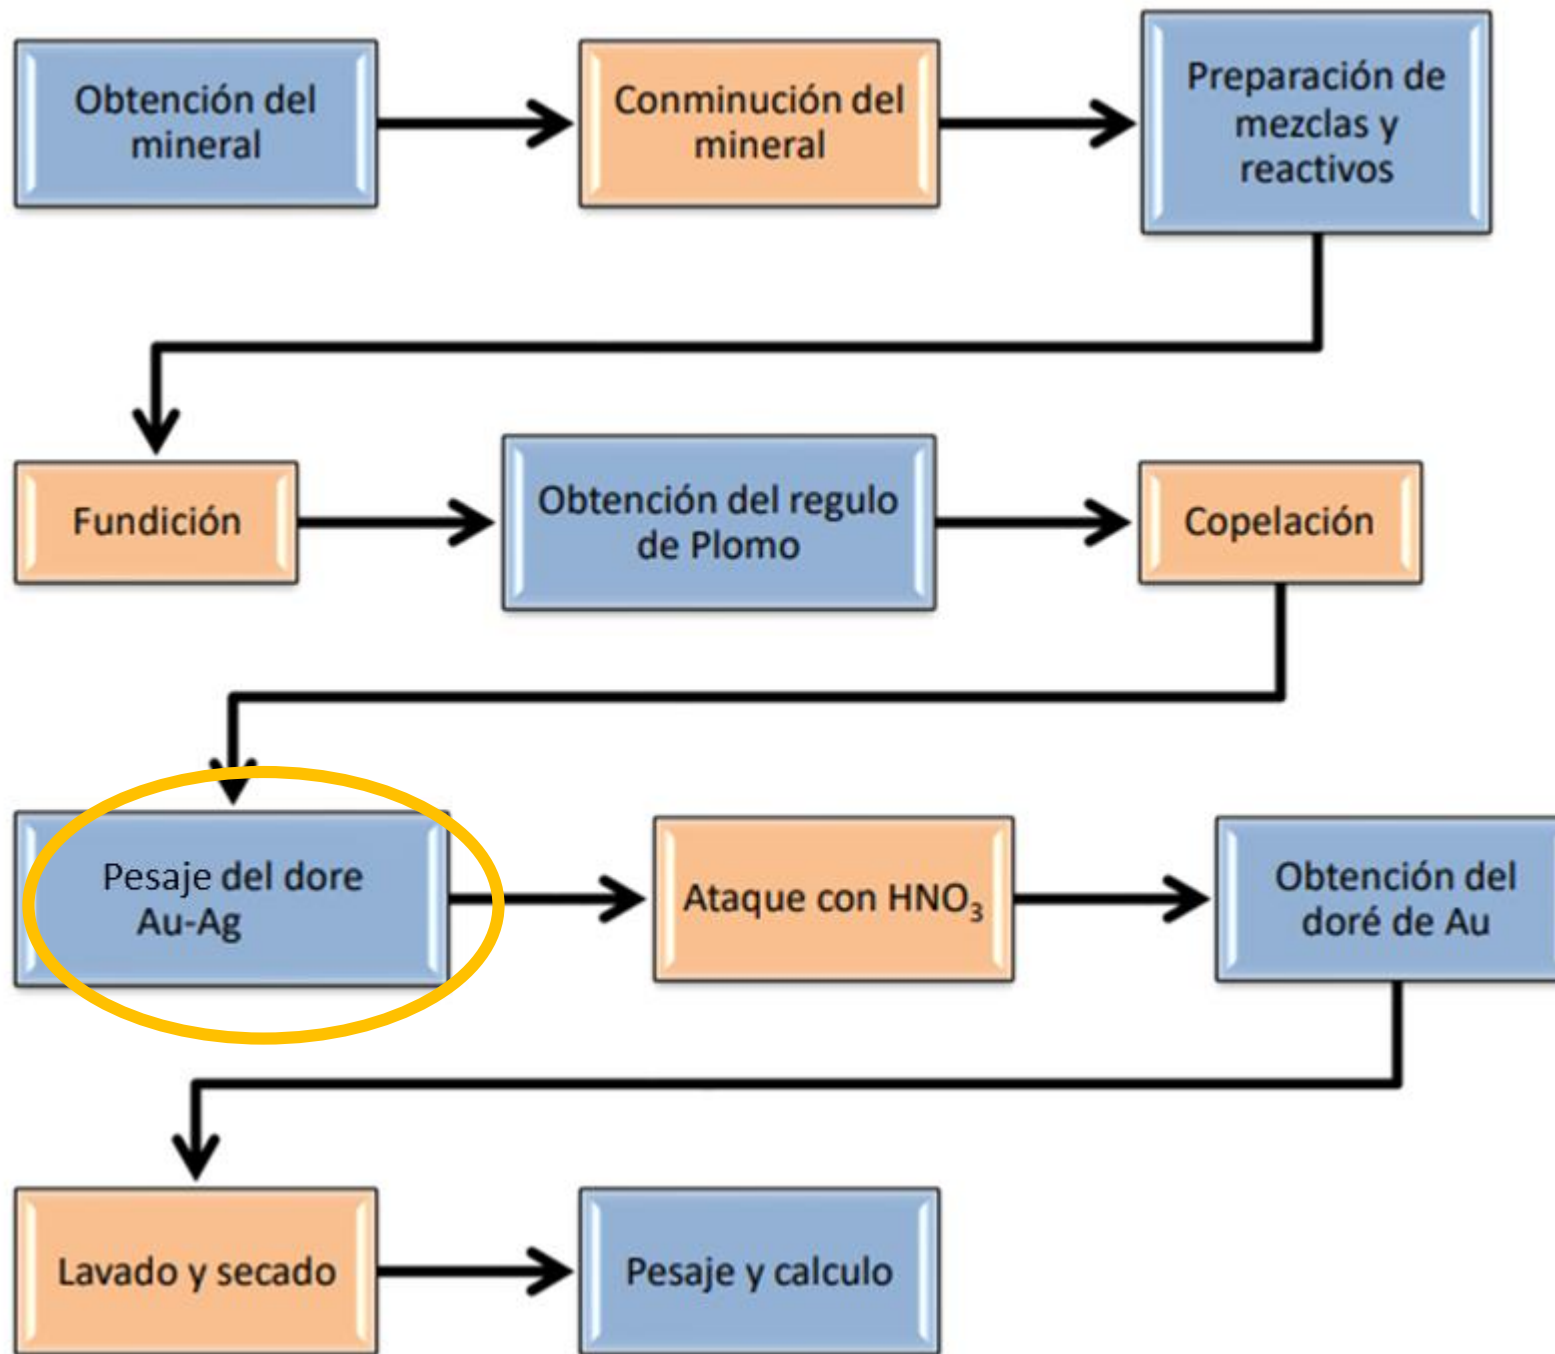 Obtención del
mineral
Conminución del
mineral
Preparación de
mezclas y
reactivos
Fundición
Obtención del regulo
de Plomo
Copelación
Pesaje del dore
Au-Ag
Ataque con HNO₃
Obtención del
doré de Au
Lavado y secado
Pesaje y calculo